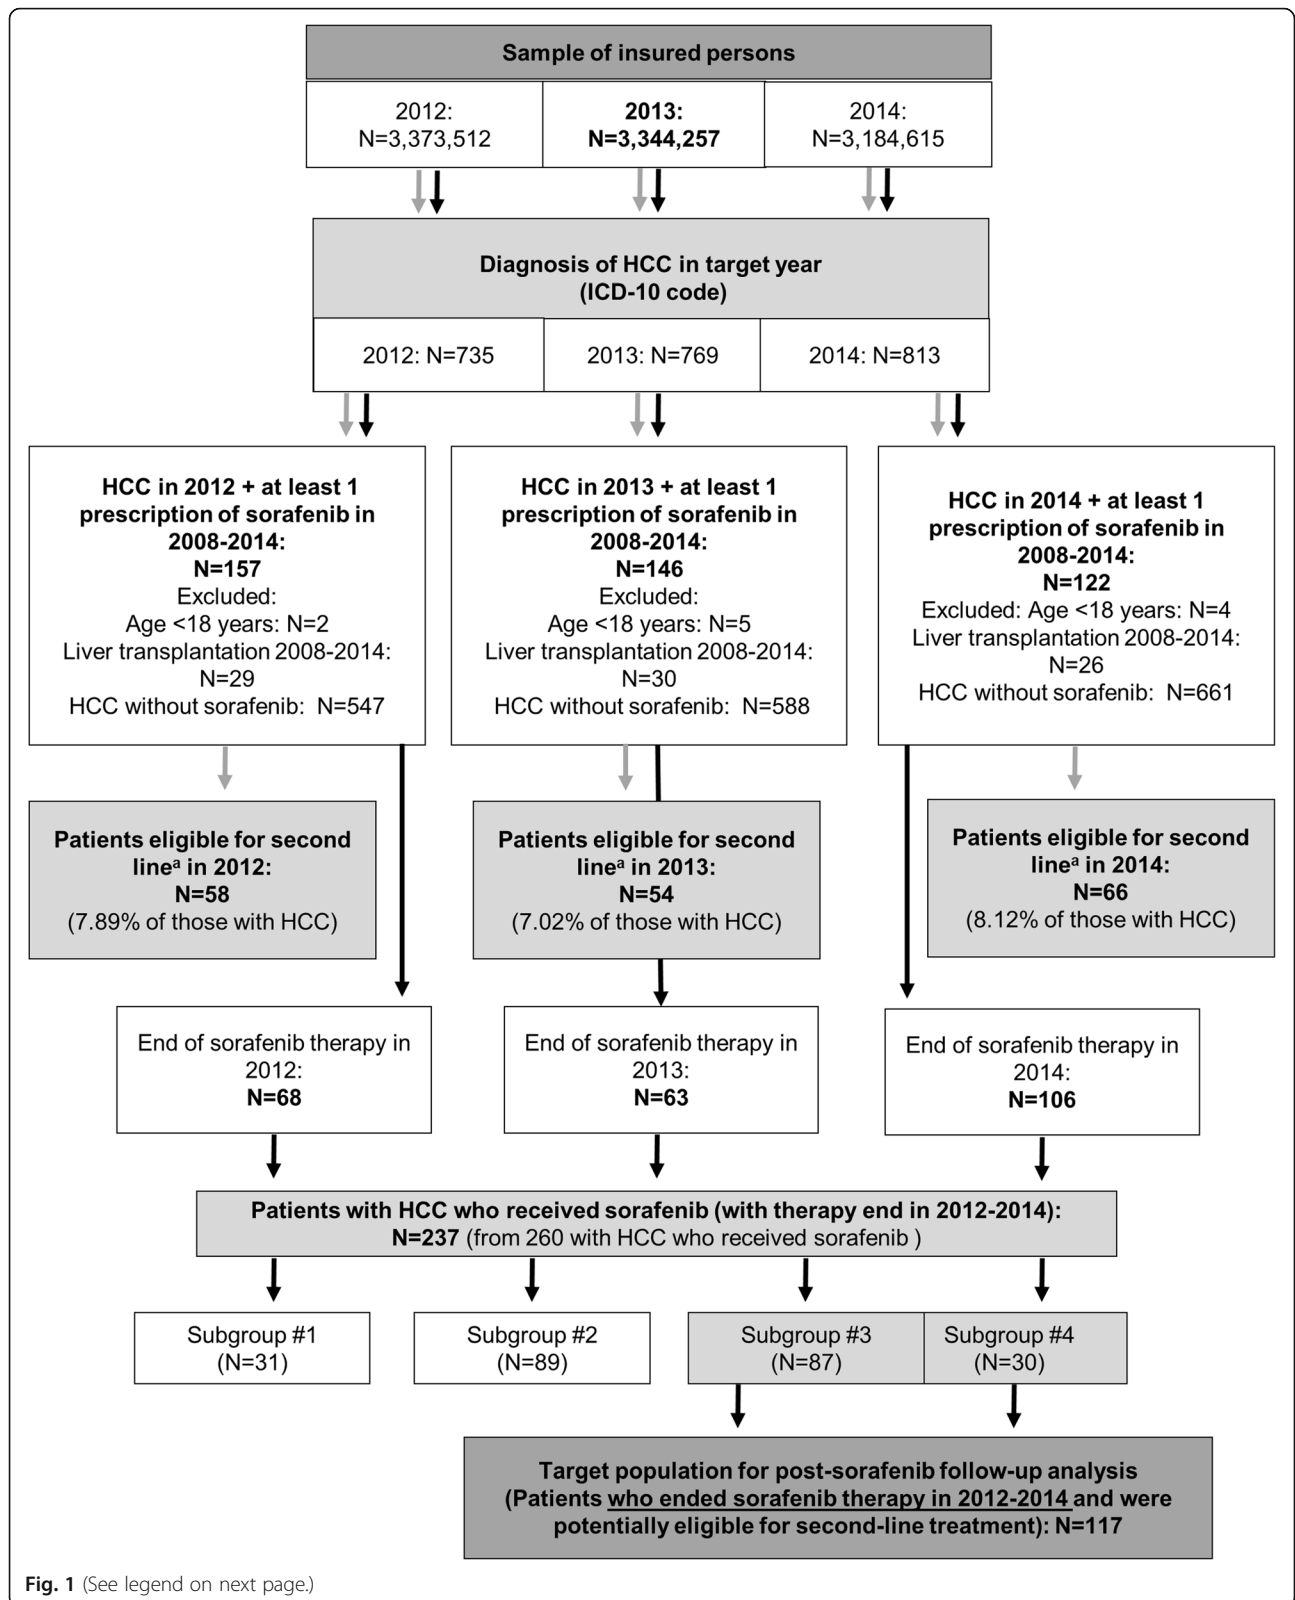 Sample of insured persons
2012:
N=3,373,512
2013:
N=3,344,257
2014:
N=3,184,615
Diagnosis of HCC in target year
(ICD-10 code)
2012: N=735
2013: N=769
2014: N=813
HCC in 2012 + at least 1
prescription of sorafenib in
2008-2014:
N=157
Excluded:
Age <18 years: N=2
Liver transplantation 2008-2014:
N=29
HCC without sorafenib: N=547
HCC in 2013 + at least 1
prescription of sorafenib in
2008-2014:
N=146
Excluded:
Age <18 years: N=5
Liver transplantation 2008-2014:
N=30
HCC without sorafenib: N=588
HCC in 2014 + at least 1
prescription of sorafenib in
2008-2014:
N=122
Excluded: Age <18 years: N=4
Liver transplantation 2008-2014:
N=26
HCC without sorafenib: N=661
Patients eligible for second
lineᵃ in 2012:
N=58
(7.89% of those with HCC)
Patients eligible for second
lineᵃ in 2013:
N=54
(7.02% of those with HCC)
Patients eligible for second
lineᵃ in 2014:
N=66
(8.12% of those with HCC)
End of sorafenib therapy in
2012:
N=68
End of sorafenib therapy in
2013:
N=63
End of sorafenib therapy in
2014:
N=106
Patients with HCC who received sorafenib (with therapy end in 2012-2014):
N=237 (from 260 with HCC who received sorafenib )
Subgroup #1
(N=31)
Subgroup #2
(N=89)
Subgroup #3
(N=87)
Subgroup #4
(N=30)
Target population for post-sorafenib follow-up analysis
(Patients who ended sorafenib therapy in 2012-2014 and were
potentially eligible for second-line treatment): N=117
Fig. 1 (See legend on next page.)